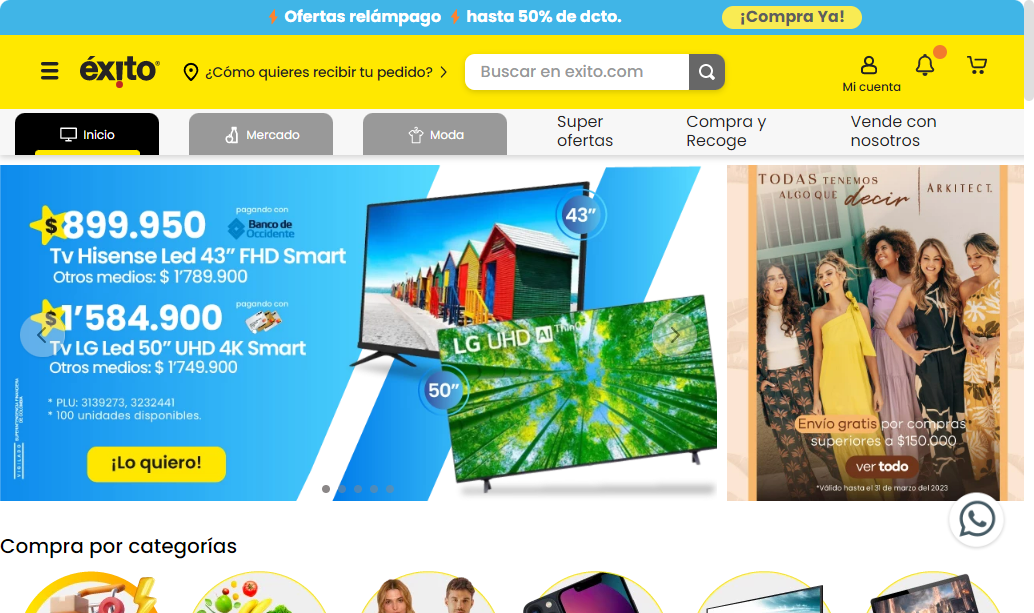 Ofertas relámpago hasta 50% de dcto.
¡Compra Ya!
éxito
¿Cómo quieres recibir tu pedido?
Buscar en exito.com
Mi cuenta
Inicio
Mercado
Moda
Super ofertas
Compra y Recoge
Vende con nosotros
$899.950
pagando con
Banco de Occidente
Tv Hisense Led 43" FHD Smart
Otros medios: $ 1'789.900
43"
$1'584.900
pagando con
Tv LG Led 50" UHD 4K Smart
Otros medios: $ 1'749.900
50"
LG UHD AI ThinQ
* PLU: 3139273, 3232441
* 100 unidades disponibles.
¡Lo quiero!
VIGILADO
SUPERINTENDENCIA FINANCIERA
DE COLOMBIA
TODAS TENEMOS
ALGO QUE decir
ARKITECT.
Envío gratis por compras
superiores a $150.000
ver todo
*Válido hasta el 31 de marzo del 2023
Compra por categorías